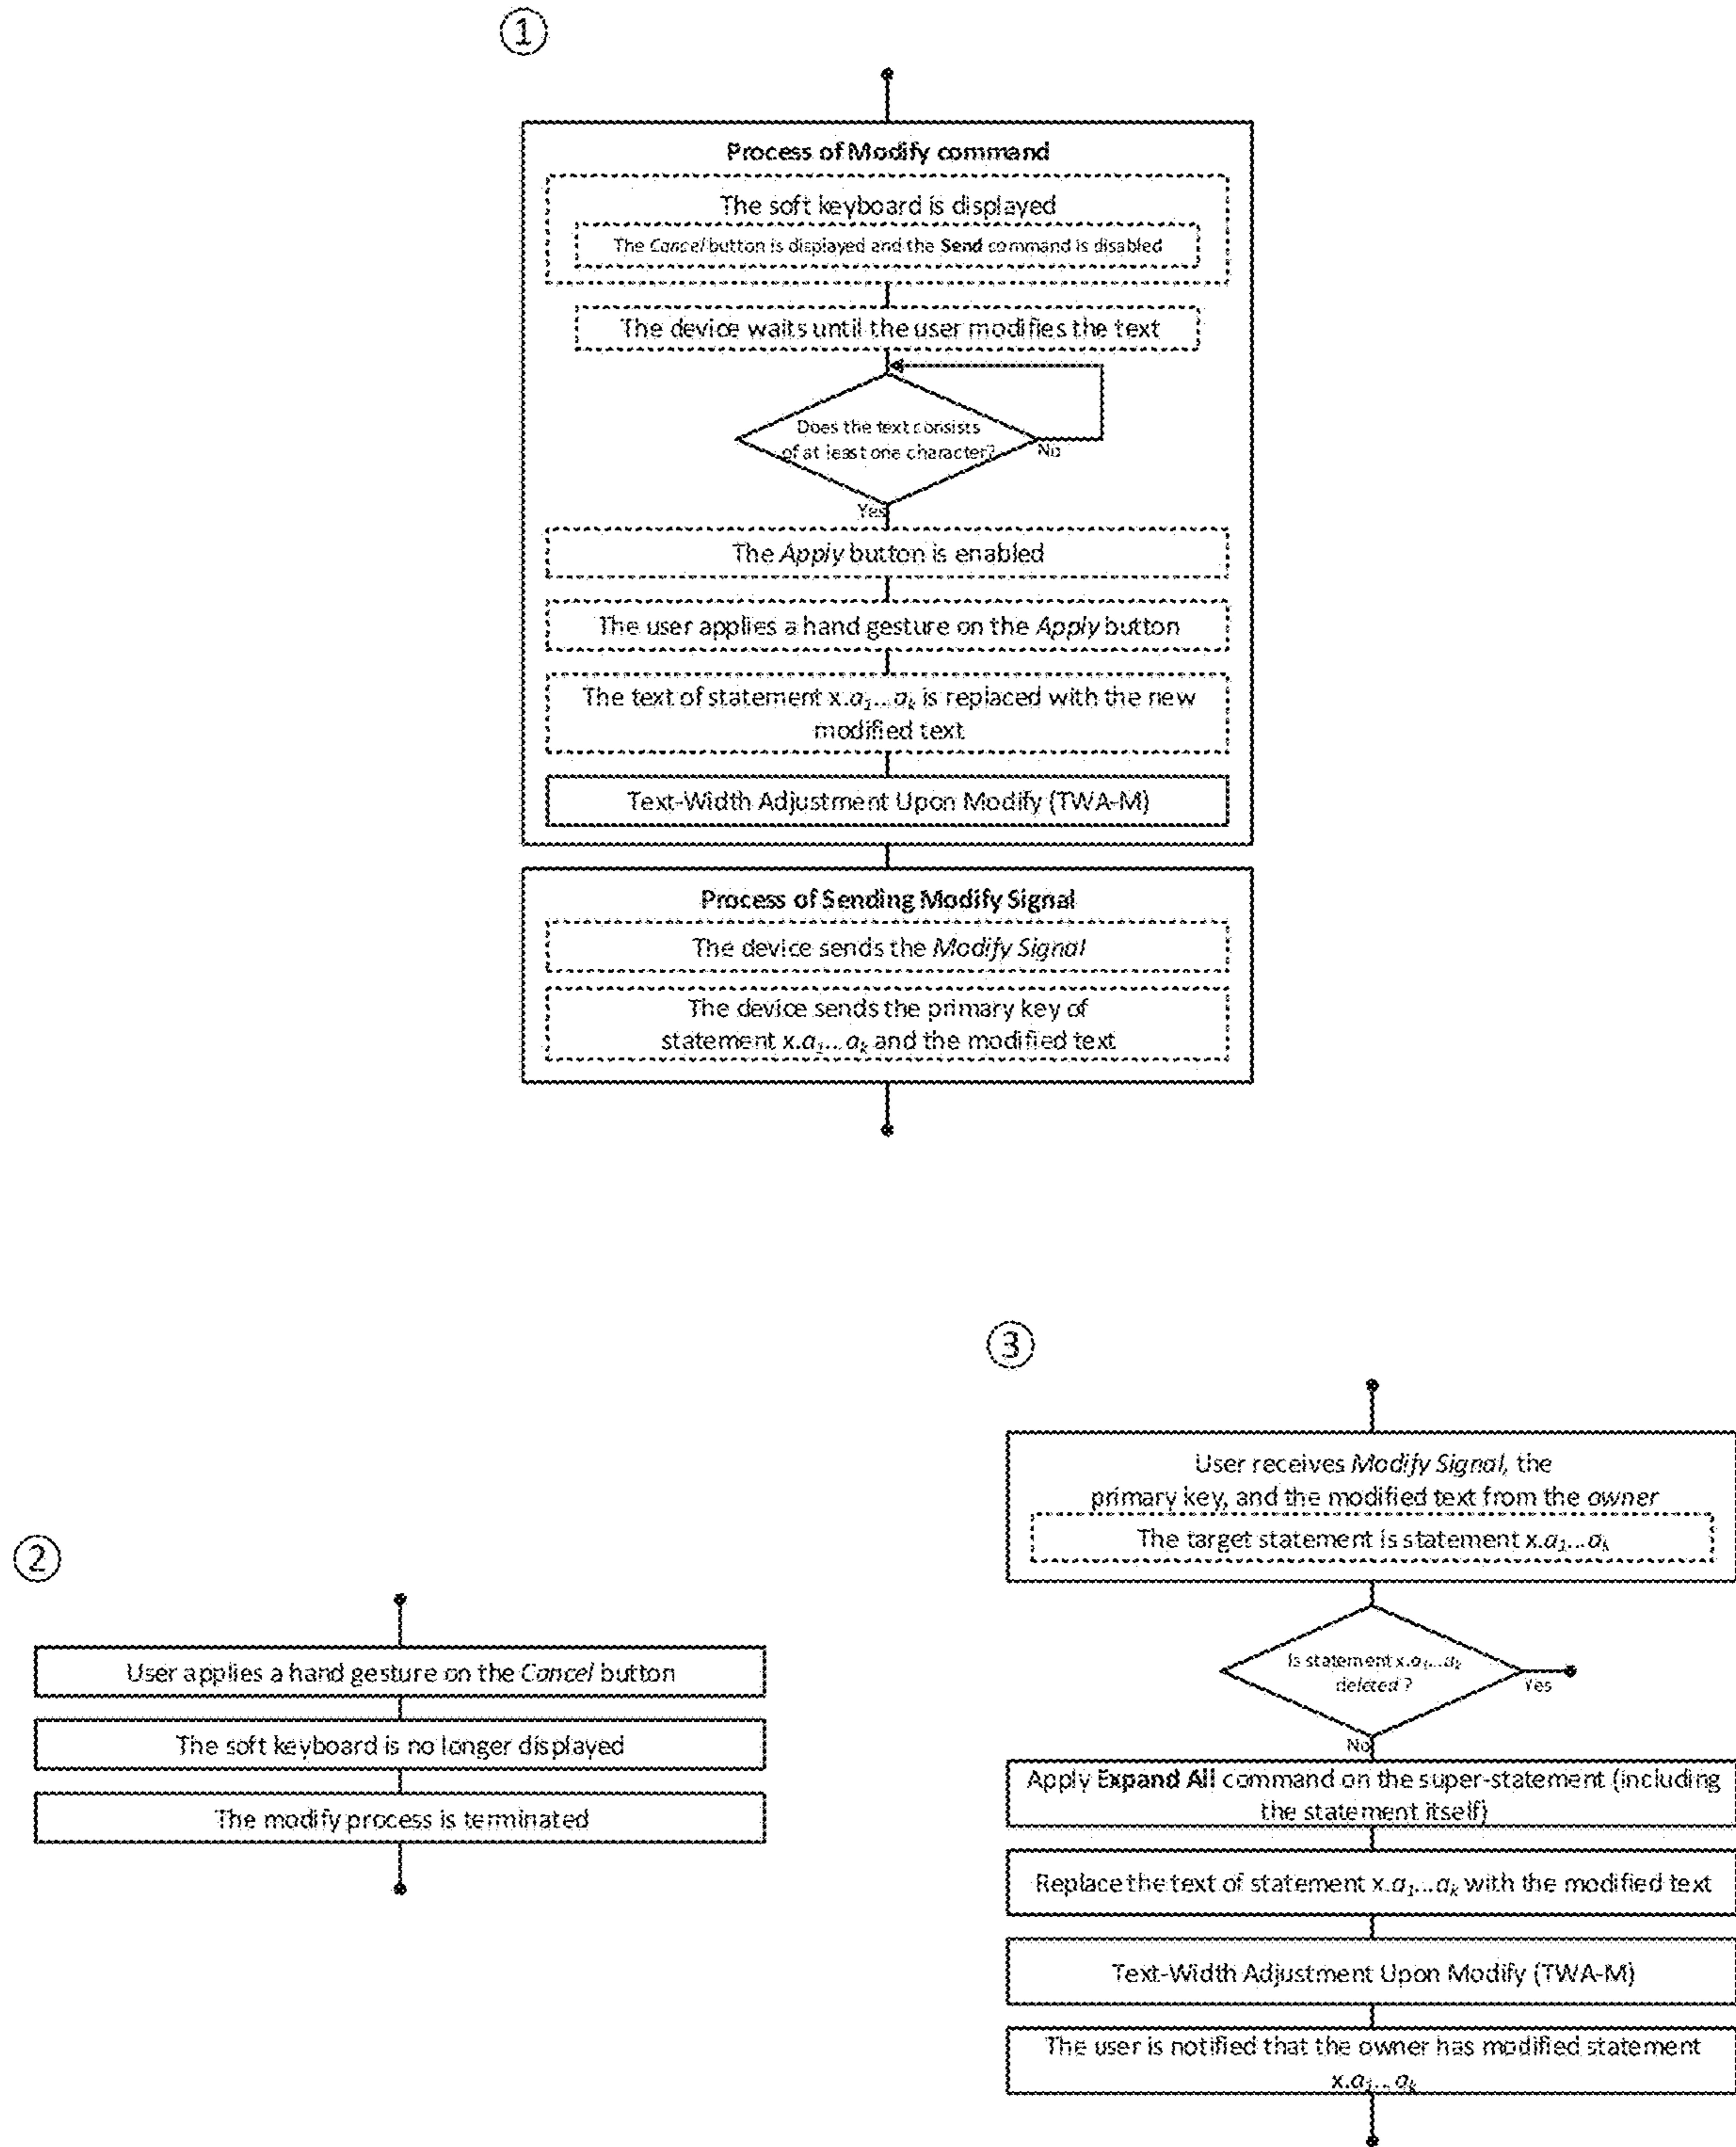 ①
Process of Modify command
The soft keyboard is displayed
The Cancel button is displayed and the Send command is disabled
The device waits until the user modifies the text
Does the text consists
of at least one character?
No
Yes
The Apply button is enabled
The user applies a hand gesture on the Apply button
The text of statement x.a₁...aₖ is replaced with the new
modified text
Text-Width Adjustment Upon Modify (TWA-M)
Process of Sending Modify Signal
The device sends the Modify Signal
The device sends the primary key of
statement x.a₁...aₖ and the modified text
②
User applies a hand gesture on the Cancel button
The soft keyboard is no longer displayed
The modify process is terminated
③
User receives Modify Signal, the
primary key, and the modified text from the owner
The target statement is statement x.a₁...aₖ
Is statement x.a₁...aₖ
deleted ?
Yes
No
Apply Expand All command on the super-statement (including
the statement itself)
Replace the text of statement x.a₁...aₖ with the modified text
Text-Width Adjustment Upon Modify (TWA-M)
The user is notified that the owner has modified statement
x.a₁...aₖ